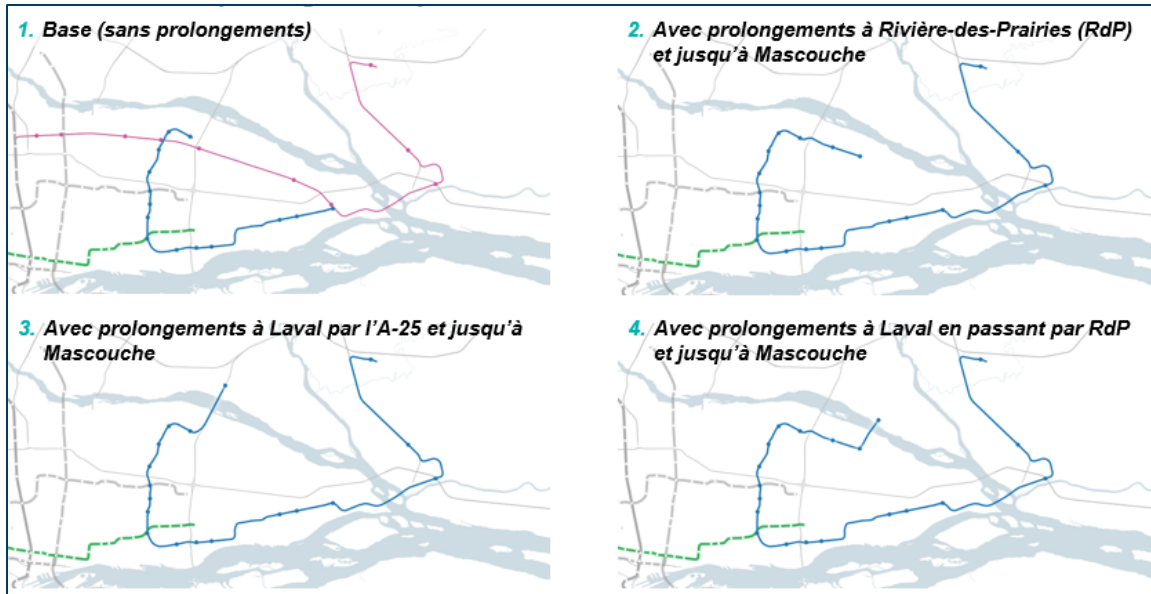 1. Base (sans prolongements)
2. Avec prolongements à Rivière-des-Prairies (RdP)
et jusqu'à Mascouche
3. Avec prolongements à Laval par l'A-25 et jusqu'à
Mascouche
4. Avec prolongements à Laval en passant par RdP
et jusqu'à Mascouche